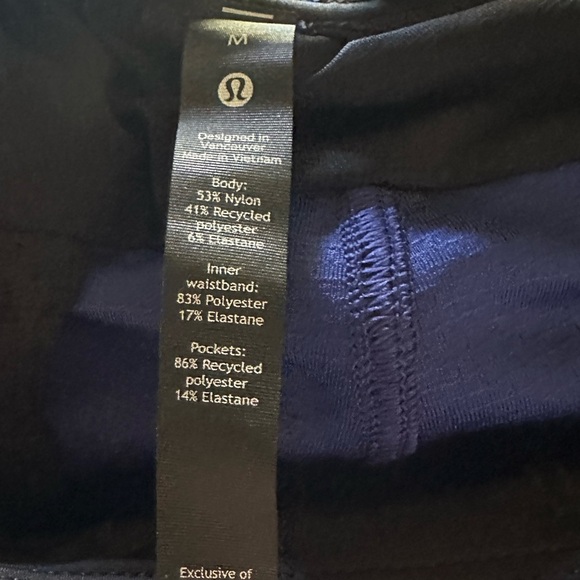 M
Designed in
Vancouver
Made in Vietnam
Body:
53% Nylon
41% Recycled
polyester
6% Elastane
Inner
waistband:
83% Polyester
17% Elastane
Pockets:
86% Recycled
polyester
14% Elastane
Exclusive of